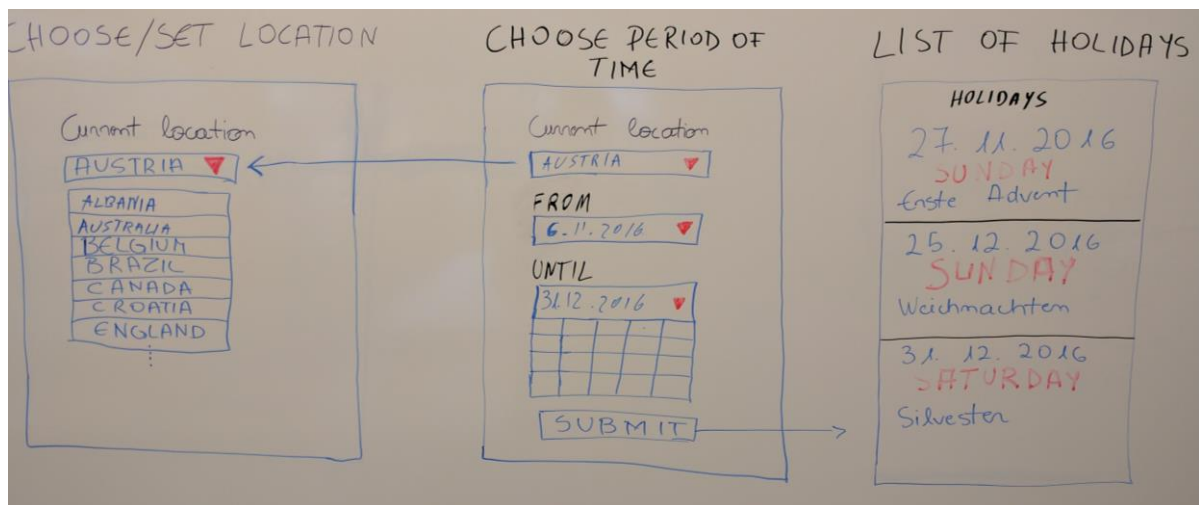 CHOOSE/SET LOCATION
Current location
AUSTRIA
ALBANIA
AUSTRALIA
BELGIUM
BRAZIL
CANADA
CROATIA
ENGLAND
CHOOSE PERIOD OF
TIME
Current location
AUSTRIA
FROM
6.11.2016
UNTIL
31.12.2016
SUBMIT
LIST OF HOLIDAYS
HOLIDAYS
27.11.2016
SUNDAY
Erste Advent
25.12.2016
SUNDAY
Weichnachten
31.12.2016
SATURDAY
Silvester